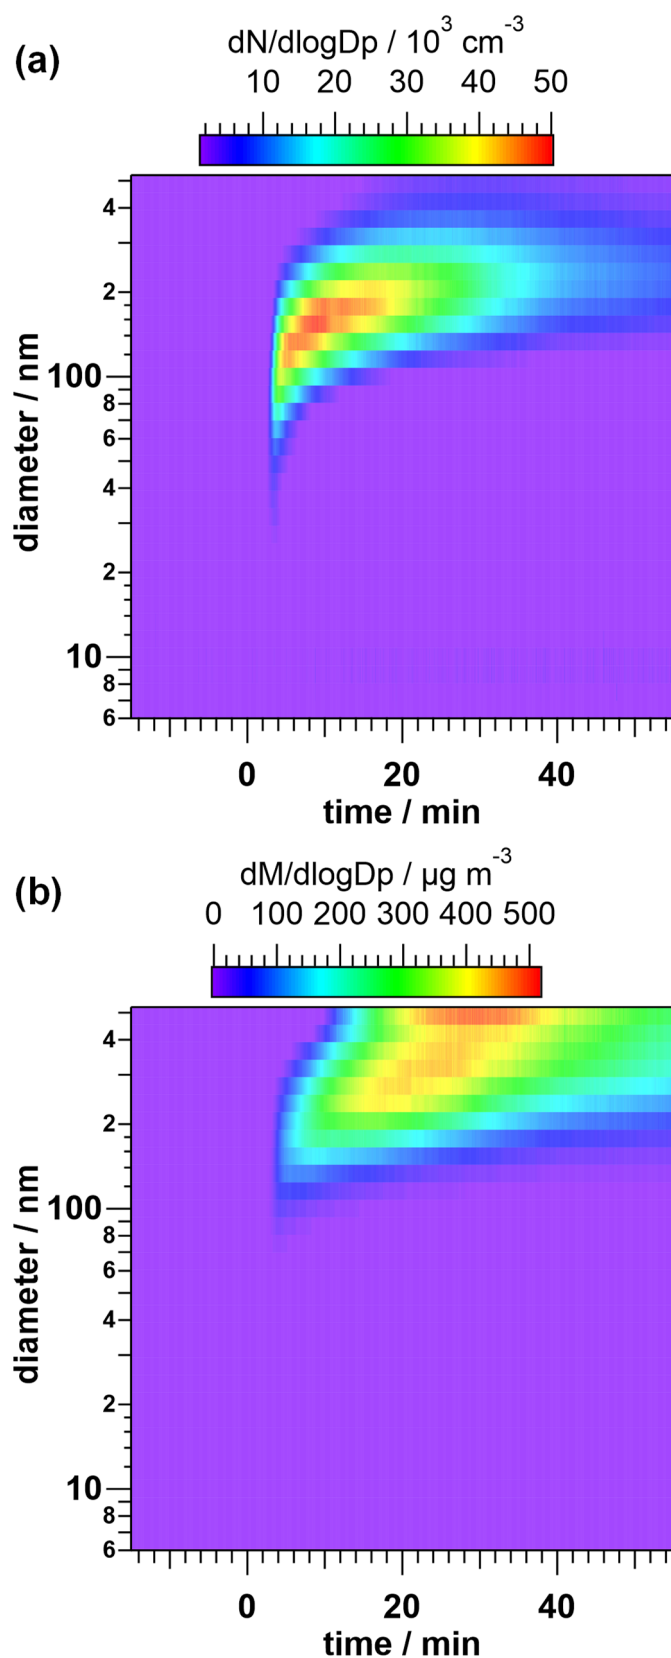 (a)
dN/dlogDp / 10³ cm⁻³
10 20 30 40 50
4
2
100
8
6
4
2
10
8
6
diameter / nm
0 20 40
time / min
(b)
dM/dlogDp / µg m⁻³
0 100 200 300 400 500
4
2
100
8
6
4
2
10
8
6
diameter / nm
0 20 40
time / min